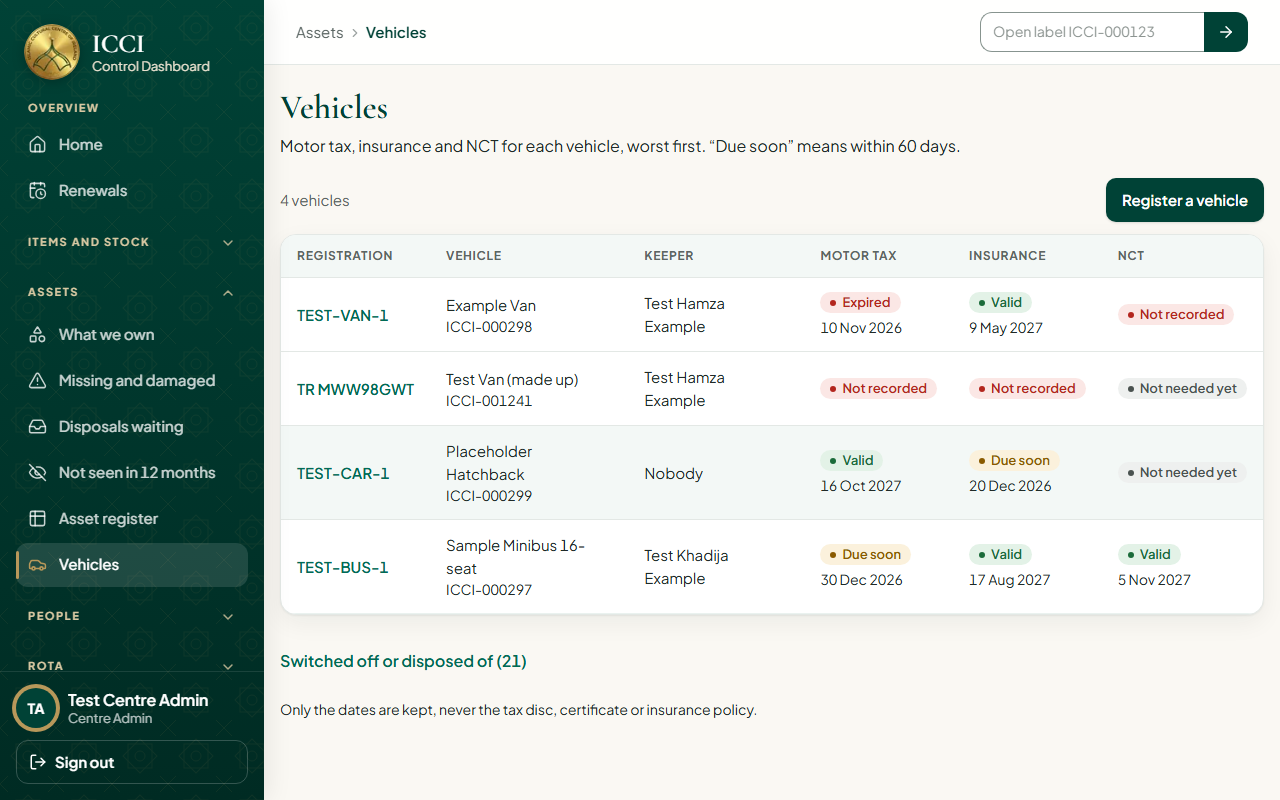 ICCI
Control Dashboard
OVERVIEW
Home
Renewals
ITEMS AND STOCK
ASSETS
What we own
Missing and damaged
Disposals waiting
Not seen in 12 months
Asset register
Vehicles
PEOPLE
ROTA
TA
Test Centre Admin
Centre Admin
Sign out
Assets > Vehicles
Open label ICCI-000123
Vehicles
Motor tax, insurance and NCT for each vehicle, worst first. “Due soon” means within 60 days.
4 vehicles
Register a vehicle
REGISTRATION VEHICLE KEEPER MOTOR TAX INSURANCE NCT
TEST-VAN-1
Example Van
ICCI-000298
Test Hamza
Example
Expired
10 Nov 2026
Valid
9 May 2027
Not recorded
TR MWW98GWT
Test Van (made up)
ICCI-001241
Test Hamza
Example
Not recorded
Not recorded
Not needed yet
TEST-CAR-1
Placeholder
Hatchback
ICCI-000299
Nobody
Valid
16 Oct 2027
Due soon
20 Dec 2026
Not needed yet
TEST-BUS-1
Sample Minibus 16-
seat
ICCI-000297
Test Khadija
Example
Due soon
30 Dec 2026
Valid
17 Aug 2027
Valid
5 Nov 2027
Switched off or disposed of (21)
Only the dates are kept, never the tax disc, certificate or insurance policy.